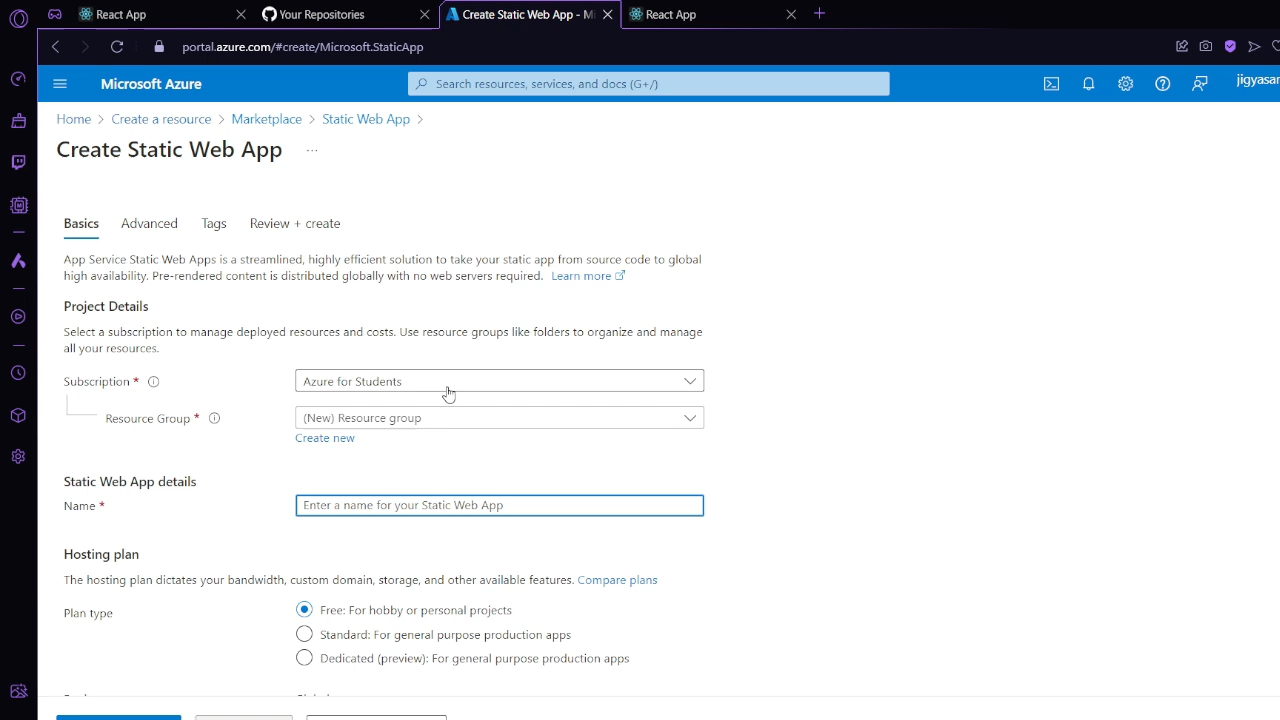 React App
Your Repositories
Create Static Web App - Mi
React App
portal.azure.com/#create/Microsoft.StaticApp
Microsoft Azure
Search resources, services, and docs (G+/)
jigyasar
Home > Create a resource > Marketplace > Static Web App >
Create Static Web App ...
Basics
Advanced
Tags
Review + create
App Service Static Web Apps is a streamlined, highly efficient solution to take your static app from source code to global
high availability. Pre-rendered content is distributed globally with no web servers required. Learn more
Project Details
Select a subscription to manage deployed resources and costs. Use resource groups like folders to organize and manage
all your resources.
Subscription *
Azure for Students
Resource Group *
(New) Resource group
Create new
Static Web App details
Name *
Enter a name for your Static Web App
Hosting plan
The hosting plan dictates your bandwidth, custom domain, storage, and other available features. Compare plans
Plan type
Free: For hobby or personal projects
Standard: For general purpose production apps
Dedicated (preview): For general purpose production apps